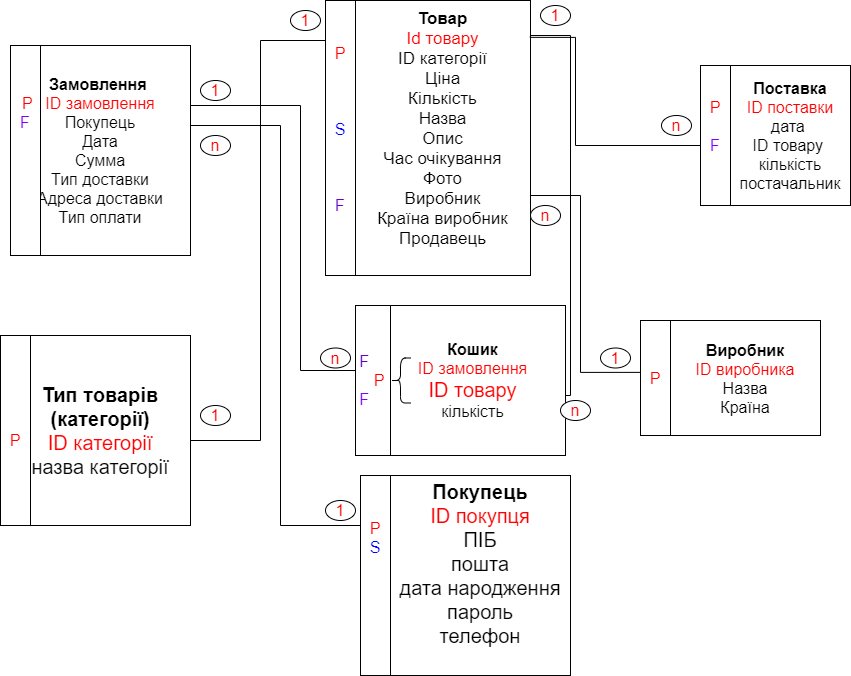 1
Товар
1
P
Id товару
ID категорії
Ціна
Кількість
S
Назва
Опис
Час очікування
Фото
F
Виробник
Країна виробник
Продавець
n
Замовлення
P
ID замовлення
F
Покупець
Дата
Сумма
Тип доставки
Адреса доставки
Тип оплати
1
n
Поставка
P
ID поставки
дата
F
ID товару
кількість
постачальник
n
Тип товарів
(категорії)
P
ID категорії
назва категорії
1
Кошик
n
F
ID замовлення
P
ID товару
F
кількість
n
Виробник
1
P
ID виробника
Назва
Країна
Покупець
1
ID покупця
P
ПІБ
S
пошта
дата народження
пароль
телефон